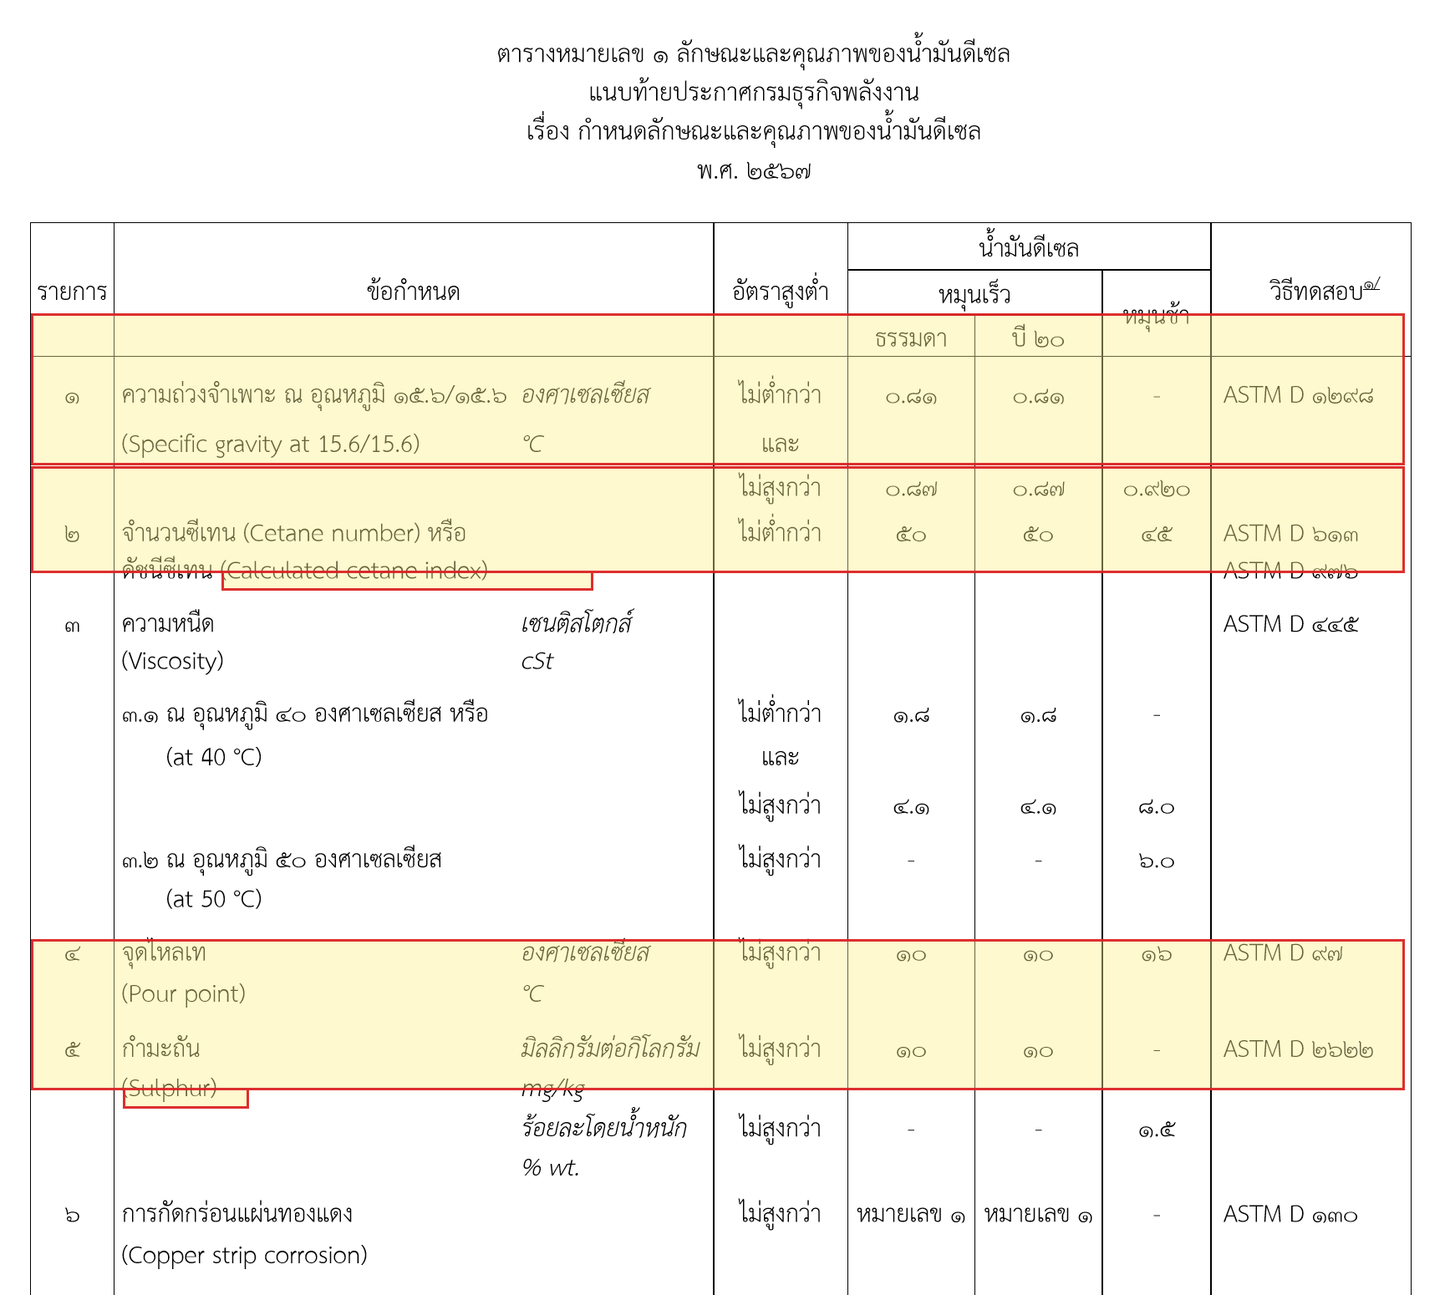 ตารางหมายเลข ๑ ลักษณะและคุณภาพของน้ำมันดีเซล
แนบท้ายประกาศกรมธุรกิจพลังงาน
เรื่อง กำหนดลักษณะและคุณภาพของน้ำมันดีเซล
พ.ศ. ๒๕๖๗
น้ำมันดีเซล
รายการ ข้อกำหนด อัตราสูงต่ำ หมุนเร็ว หมุนช้า วิธีทดสอบ๑/
ธรรมดา บี ๒๐
๑ ความถ่วงจำเพาะ ณ อุณหภูมิ ๑๕.๖/๑๕.๖ องศาเซลเซียส ไม่ต่ำกว่า ๐.๘๑ ๐.๘๑ - ASTM D ๑๒๙๘
(Specific gravity at 15.6/15.6) °C และ
ไม่สูงกว่า ๐.๘๗ ๐.๘๗ ๐.๙๒๐
๒ จำนวนซีเทน (Cetane number) หรือ ไม่ต่ำกว่า ๕๐ ๕๐ ๔๕ ASTM D ๖๑๓
ดัชนีซีเทน (Calculated cetane index) ASTM D ๙๗๖
๓ ความหนืด เซนติสโตกส์ ASTM D ๔๔๕
(Viscosity) cSt
๓.๑ ณ อุณหภูมิ ๔๐ องศาเซลเซียส หรือ ไม่ต่ำกว่า ๑.๘ ๑.๘ -
(at 40 °C) และ
ไม่สูงกว่า ๔.๑ ๔.๑ ๘.๐
๓.๒ ณ อุณหภูมิ ๕๐ องศาเซลเซียส ไม่สูงกว่า - - ๖.๐
(at 50 °C)
๔ จุดไหลเท องศาเซลเซียส ไม่สูงกว่า ๑๐ ๑๐ ๑๖ ASTM D ๙๗
(Pour point) °C
๕ กำมะถัน มิลลิกรัมต่อกิโลกรัม ไม่สูงกว่า ๑๐ ๑๐ - ASTM D ๒๖๒๒
(Sulphur) mg/kg
ร้อยละโดยน้ำหนัก ไม่สูงกว่า - - ๑.๕
% wt.
๖ การกัดกร่อนแผ่นทองแดง ไม่สูงกว่า หมายเลข ๑ หมายเลข ๑ - ASTM D ๑๓๐
(Copper strip corrosion)